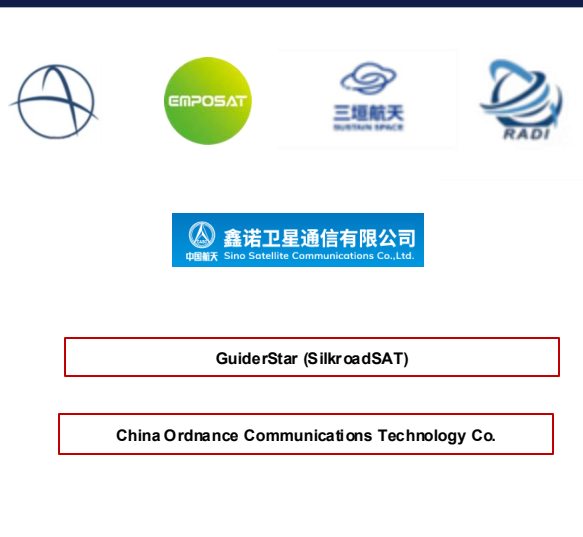 EMPOSAT
三垣航天
SUSTAIN SPACE
RADI
中国航天
鑫诺卫星通信有限公司
Sino Satellite Communications Co.,Ltd.
GuiderStar (SilkroadSAT)
China Ordnance Communications Technology Co.